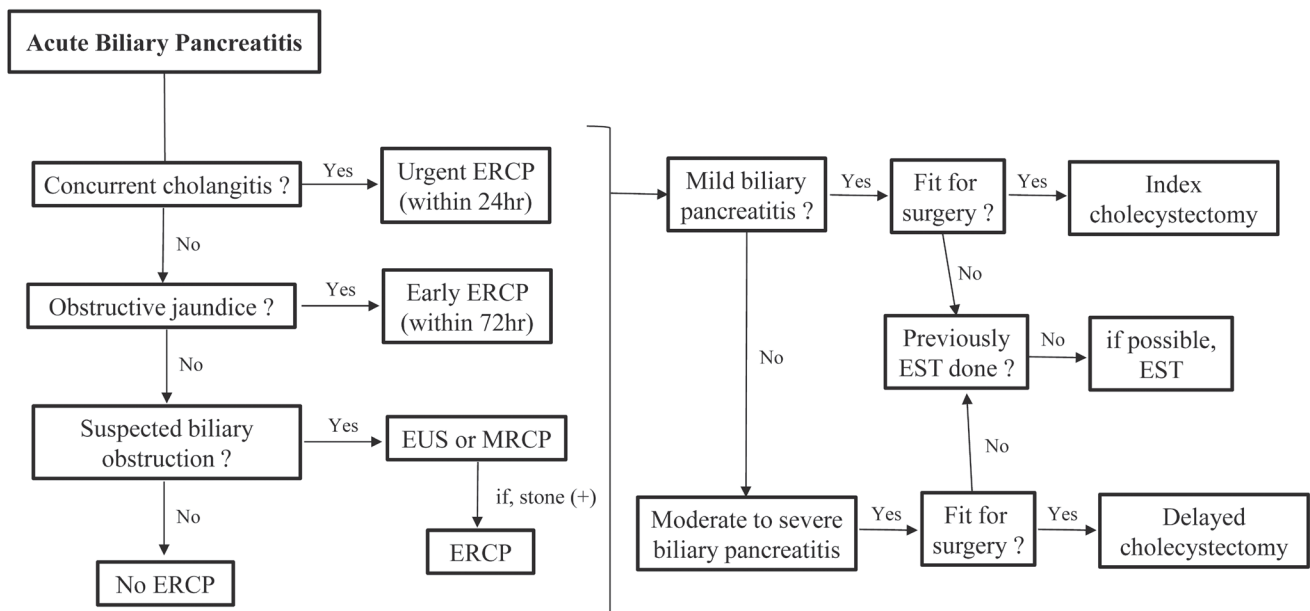 Acute Biliary Pancreatitis
Concurrent cholangitis ?
Yes
Urgent ERCP
(within 24hr)
No
Obstructive jaundice ?
Yes
Early ERCP
(within 72hr)
No
Suspected biliary
obstruction ?
Yes
EUS or MRCP
if, stone (+)
ERCP
No
No ERCP
Mild biliary
pancreatitis ?
Yes
Fit for
surgery ?
Yes
Index
cholecystectomy
No
Previously
EST done ?
No
if possible,
EST
No
Moderate to severe
biliary pancreatitis
Yes
Fit for
surgery ?
No
Yes
Delayed
cholecystectomy